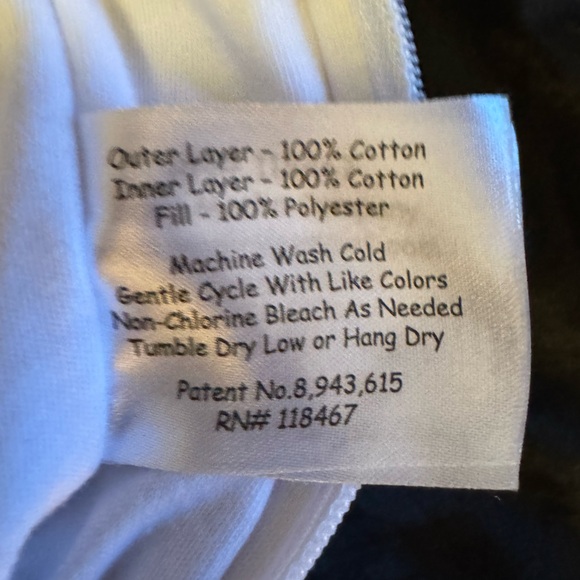 Outer Layer - 100% Cotton
Inner Layer - 100% Cotton
Fill - 100% Polyester
Machine Wash Cold
Gentle Cycle With Like Colors
Non-Chlorine Bleach As Needed
Tumble Dry Low or Hang Dry
Patent No.8,943,615
RN# 118467